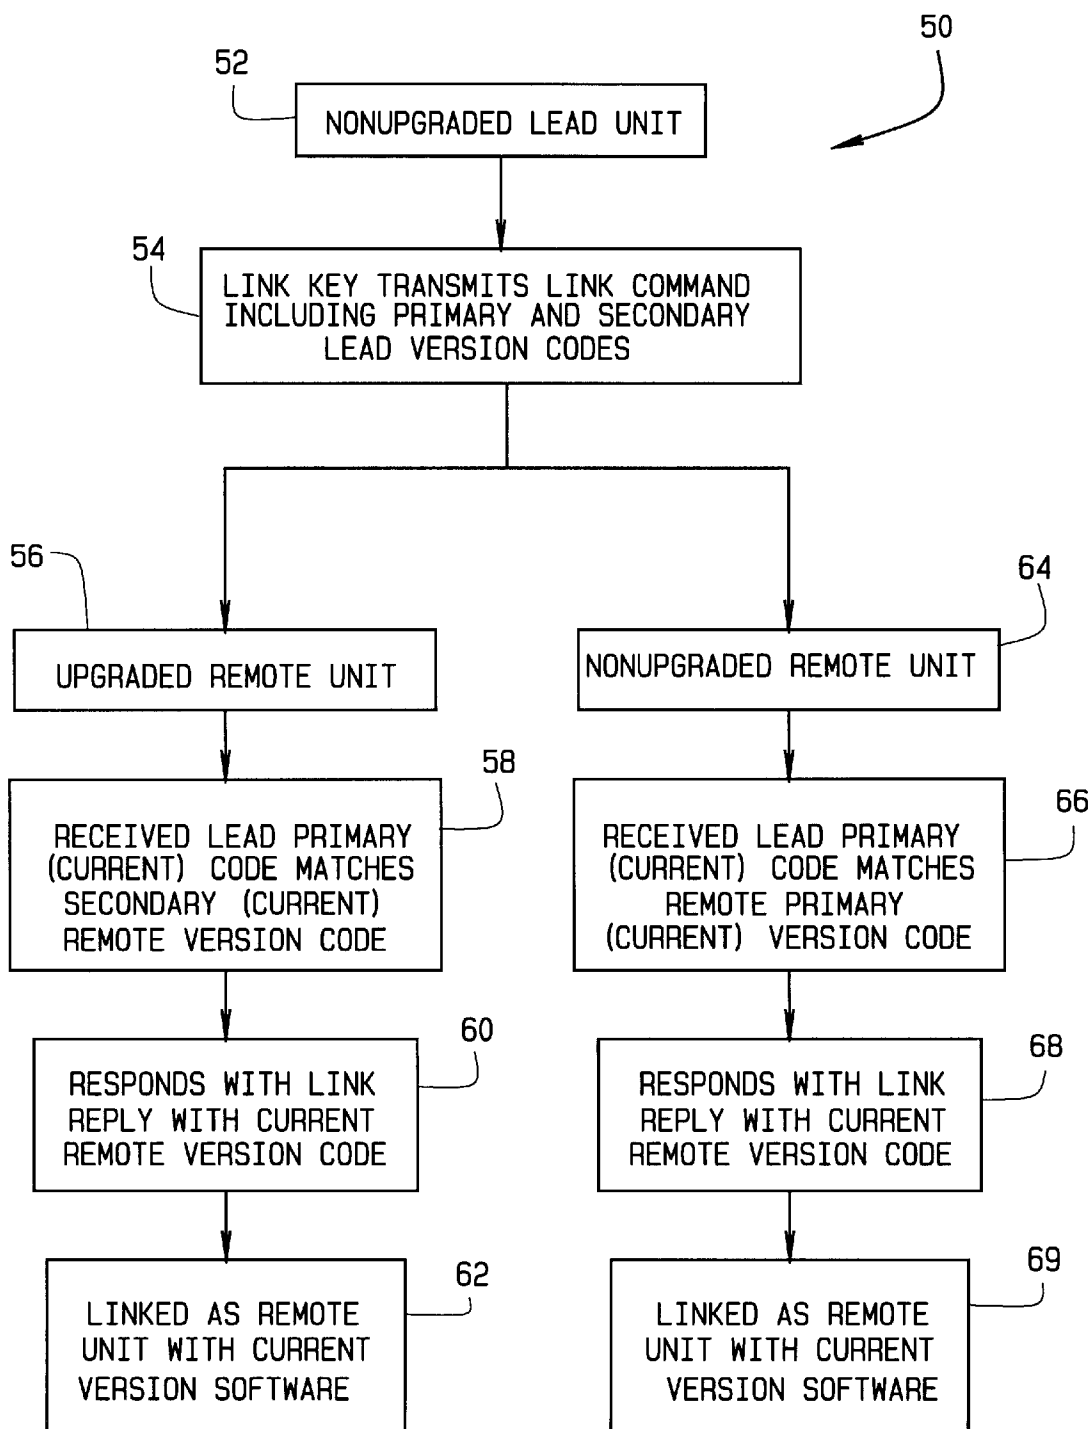 50
52
NONUPGRADED LEAD UNIT
54
LINK KEY TRANSMITS LINK COMMAND
INCLUDING PRIMARY AND SECONDARY
LEAD VERSION CODES
56
UPGRADED REMOTE UNIT
58
RECEIVED LEAD PRIMARY
(CURRENT) CODE MATCHES
SECONDARY (CURRENT)
REMOTE VERSION CODE
60
RESPONDS WITH LINK
REPLY WITH CURRENT
REMOTE VERSION CODE
62
LINKED AS REMOTE
UNIT WITH CURRENT
VERSION SOFTWARE
64
NONUPGRADED REMOTE UNIT
66
RECEIVED LEAD PRIMARY
(CURRENT) CODE MATCHES
REMOTE PRIMARY
(CURRENT) VERSION CODE
68
RESPONDS WITH LINK
REPLY WITH CURRENT
REMOTE VERSION CODE
69
LINKED AS REMOTE
UNIT WITH CURRENT
VERSION SOFTWARE